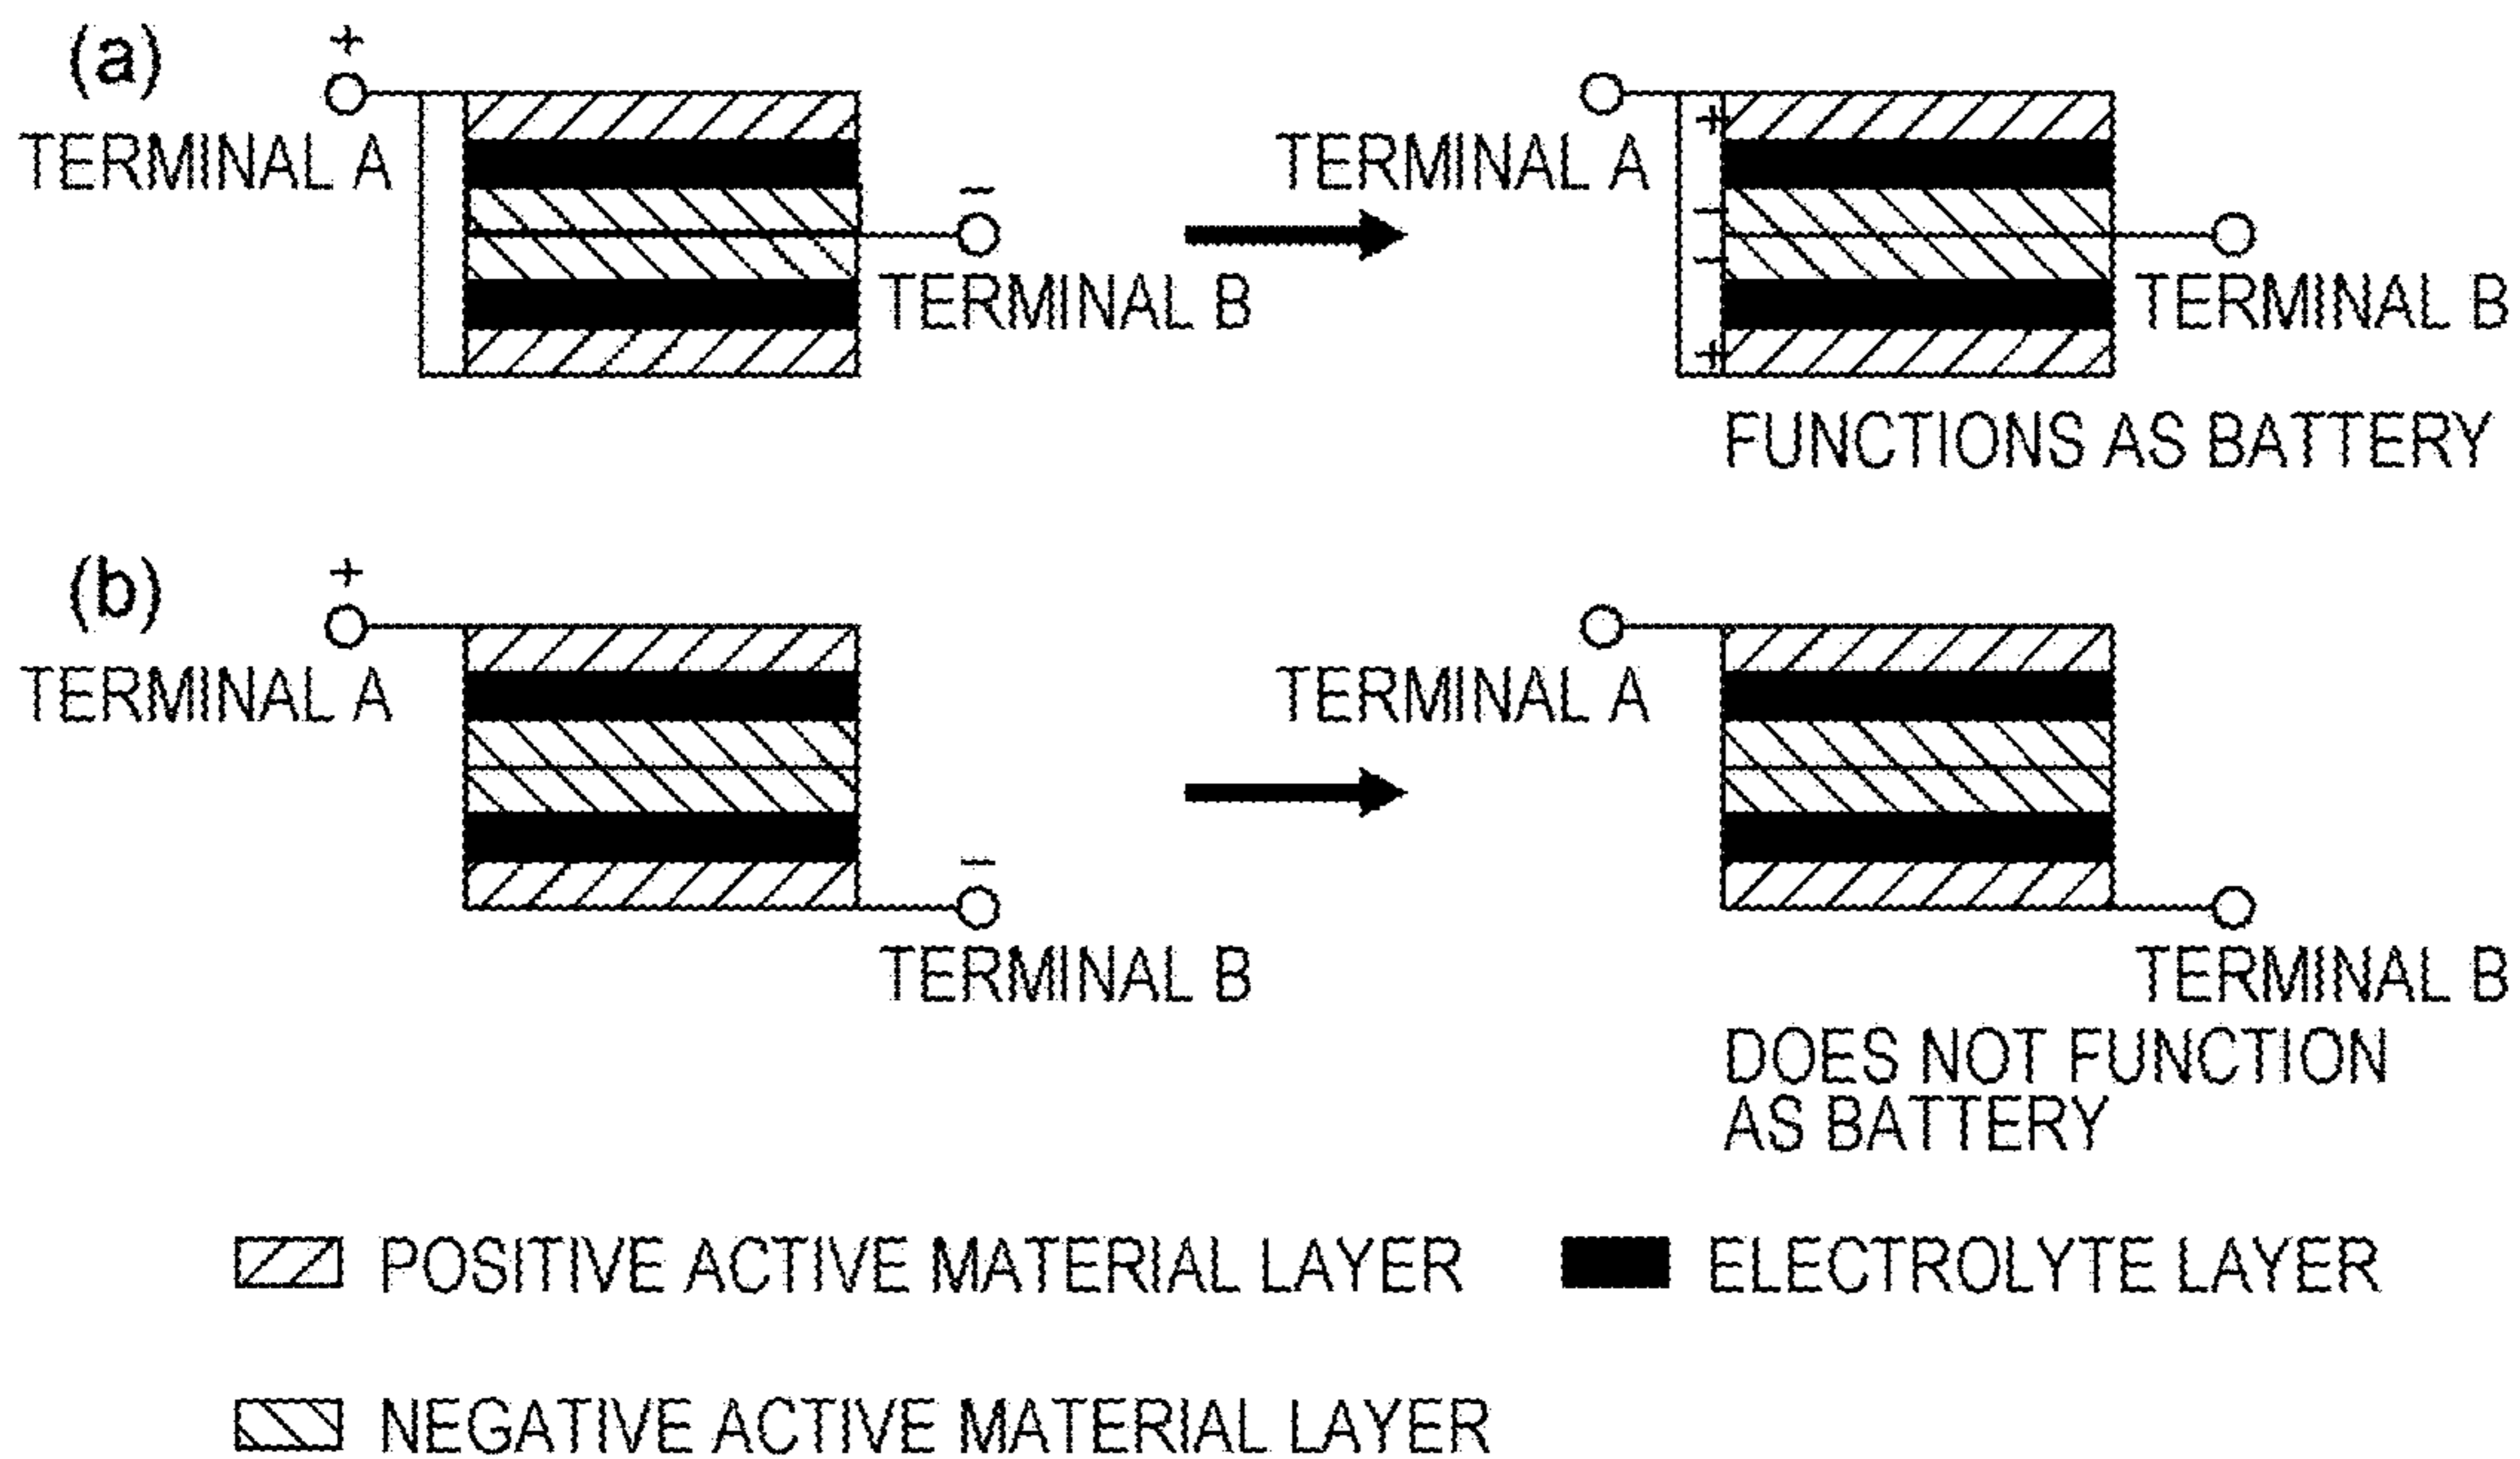 (a)
+
TERMINAL A
−
TERMINAL B
TERMINAL A
+
−
−
+
TERMINAL B
FUNCTIONS AS BATTERY
(b)
+
TERMINAL A
−
TERMINAL B
TERMINAL A
TERMINAL B
DOES NOT FUNCTION
AS BATTERY
POSITIVE ACTIVE MATERIAL LAYER
ELECTROLYTE LAYER
NEGATIVE ACTIVE MATERIAL LAYER